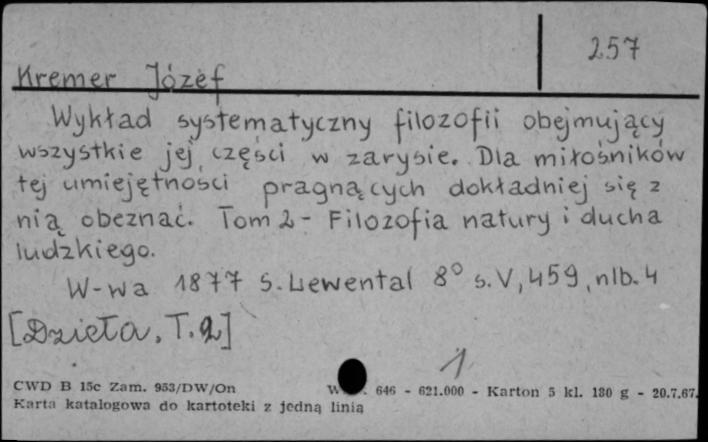 257
Kremer Józef
Wykład systematyczny filozofii obejmujący
wszystkie jej części w zarysie. Dla miłośników
tej umiejętności pragnących dokładniej się z
nią obeznać. Tom 2 - Filozofia natury i ducha
ludzkiego.
W-wa 1877 S. Lewental 8° s. V, 459, nlb. 4
[Dzieła, T. 2]
1
CWD B 15c Zam. 953/DW/On 646 - 621.000 - Karton 5 kl. 180 g - 20.7.67.
Karta katalogowa do kartoteki z jedną linią